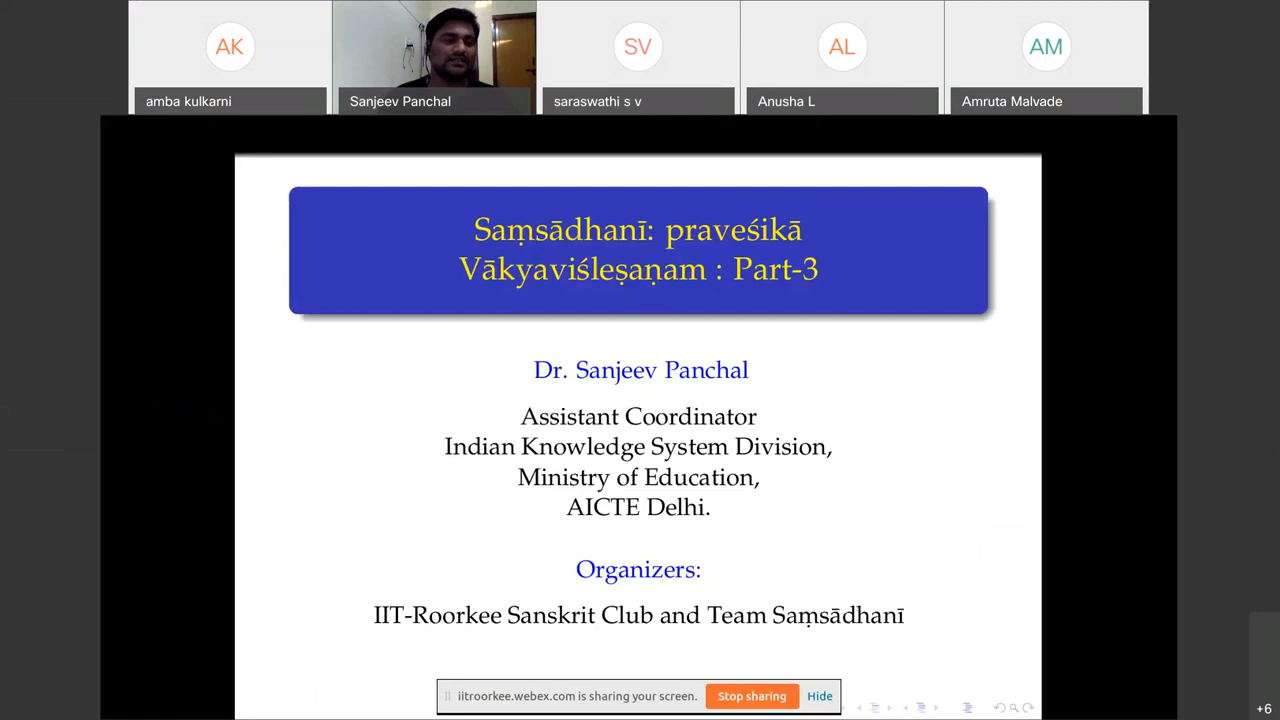 AK
SV
AL
AM
amba kulkarni
Sanjeev Panchal
saraswathi s v
Anusha L
Amruta Malvade
Saṃsādhanī: praveśikā
Vākyaviśleṣaṇam : Part-3
Dr. Sanjeev Panchal
Assistant Coordinator
Indian Knowledge System Division,
Ministry of Education,
AICTE Delhi.
Organizers:
IIT-Roorkee Sanskrit Club and Team Saṃsādhanī
iitroorkee.webex.com is sharing your screen.
Stop sharing
Hide
+6